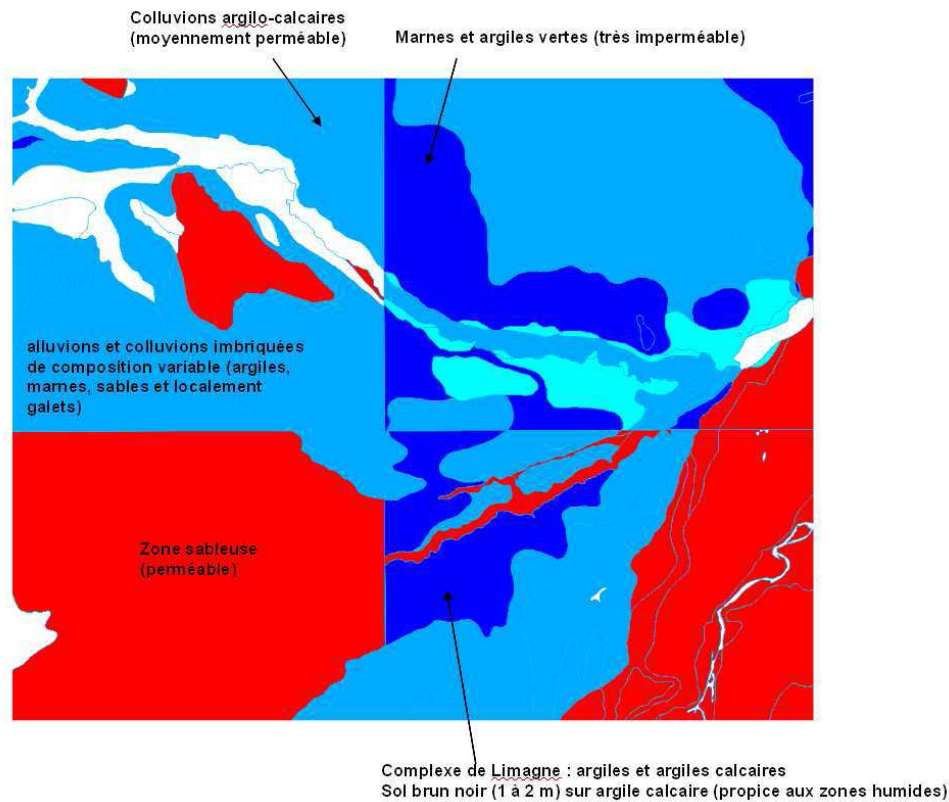 Colluvions argilo-calcaires
(moyennement perméable)
Marnes et argiles vertes (très imperméable)
alluvions et colluvions imbriquées
de composition variable (argiles,
marnes, sables et localement
galets)
Zone sableuse
(perméable)
Complexe de Limagne : argiles et argiles calcaires
Sol brun noir (1 à 2 m) sur argile calcaire (propice aux zones humides)